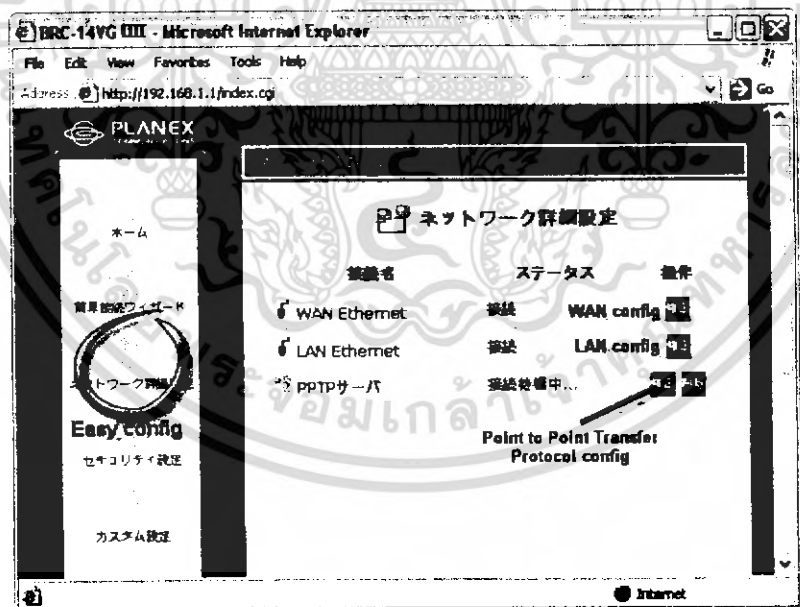 BRC-14VG - Microsoft Internet Explorer
File Edit View Favorites Tools Help
Address http://192.168.1.1/index.cgi Go
PLANEX
ネットワーク詳細設定
ホーム
接続名 ステータス 操作
簡単接続ウィザード
WAN Ethernet 接続 WAN config
LAN Ethernet 接続 LAN config
ネットワーク詳細
PPTPサーバ 接続待機中...
Easy config
Point to Point Transfer
Protocol config
セキュリティ設定
カスタム設定
Internet